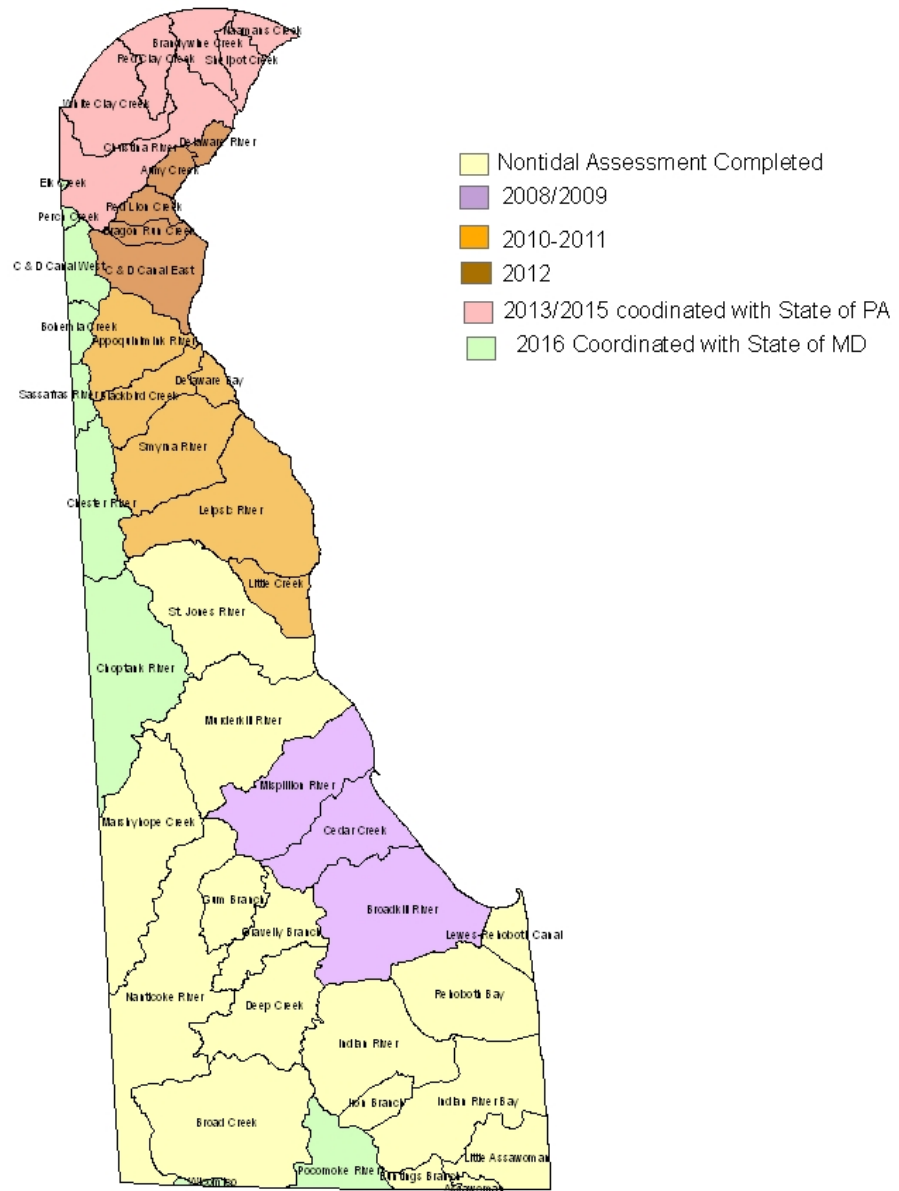 Naamans Creek
Brandywine Creek
Red Clay Creek
Shellpot Creek
White Clay Creek
Delaware River
Christina River
Army Creek
Elk Creek
Red Lion Creek
Perch Creek
Dragon Run Creek
C & D Canal West
C & D Canal East
Bohemia Creek
Appoquinimink River
Delaware Bay
Sassafras River
Blackbird Creek
Smyrna River
Chester River
Leipsic River
Little Creek
St. Jones River
Choptank River
Murderkill River
Mispillion River
Marshyhope Creek
Cedar Creek
Gum Branch
Broadkill River
Gravelly Branch
Lewes-Rehoboth Canal
Nanticoke River
Rehoboth Bay
Deep Creek
Indian River
Iron Branch
Indian River Bay
Broad Creek
Little Assawoman
Pocomoke River
Buntings Branch
Wicomico
Assawoman
Nontidal Assessment Completed
2008/2009
2010-2011
2012
2013/2015 coodinated with State of PA
2016 Coordinated with State of MD